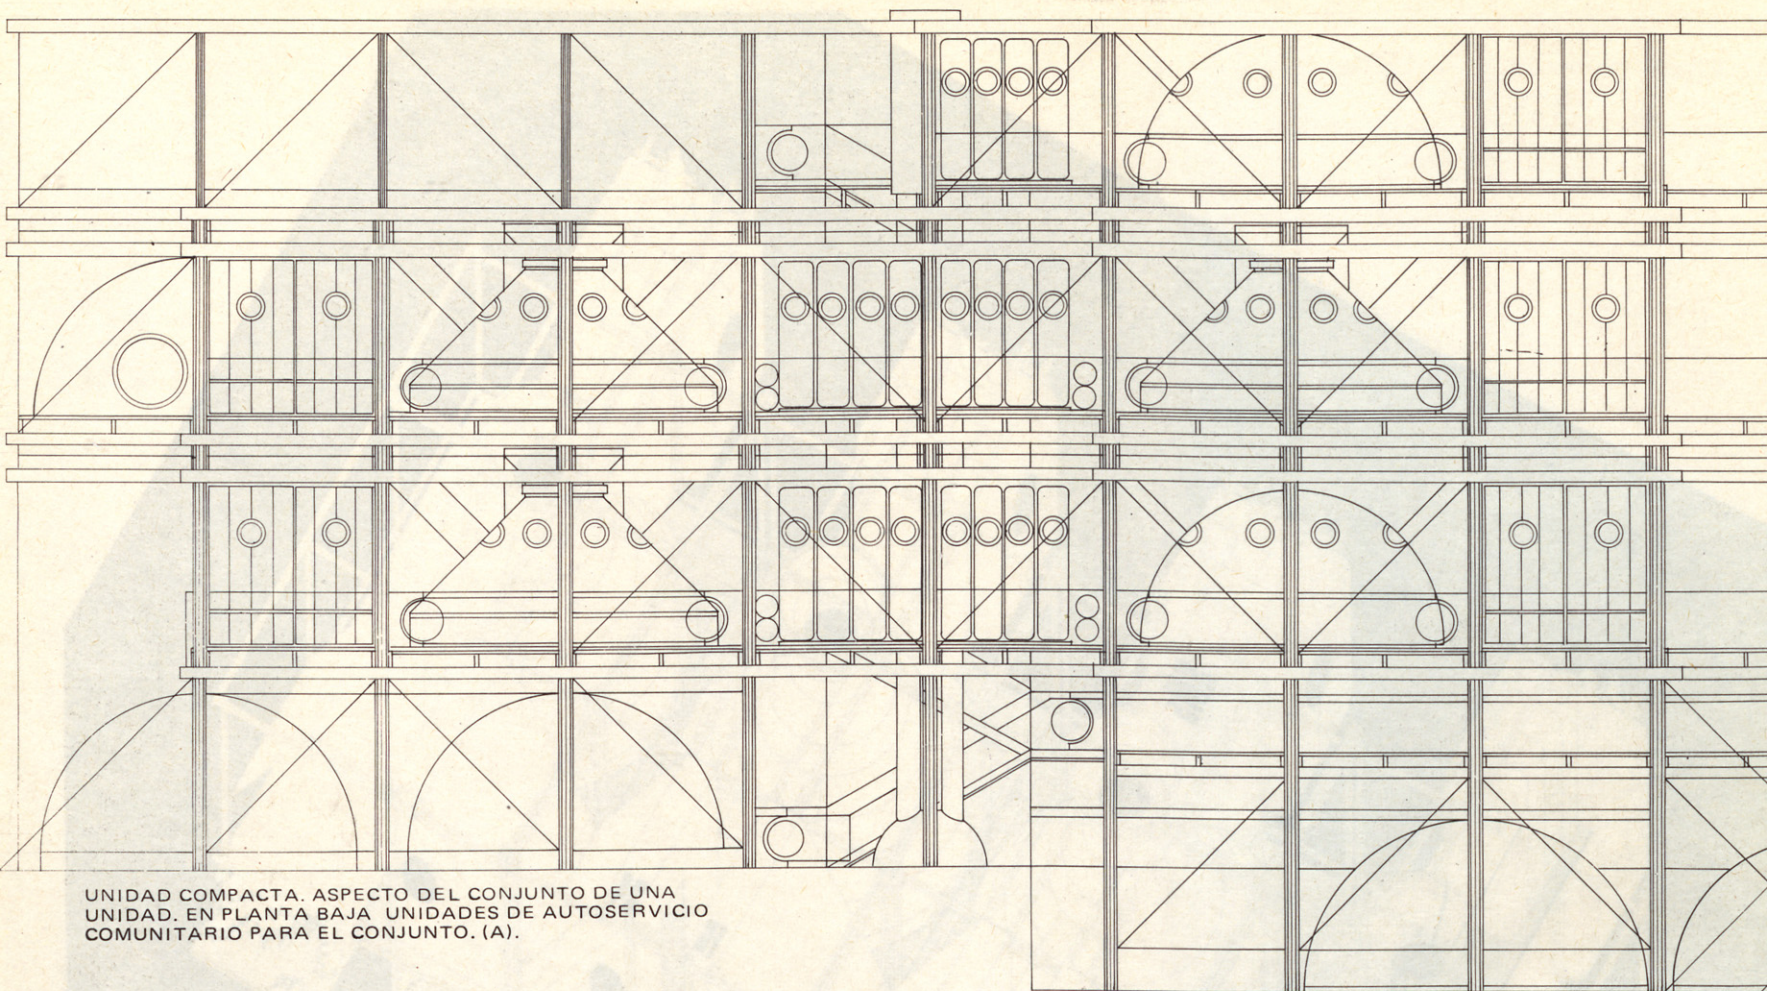 UNIDAD COMPACTA. ASPECTO DEL CONJUNTO DE UNA
UNIDAD. EN PLANTA BAJA UNIDADES DE AUTOSERVICIO
COMUNITARIO PARA EL CONJUNTO. (A).